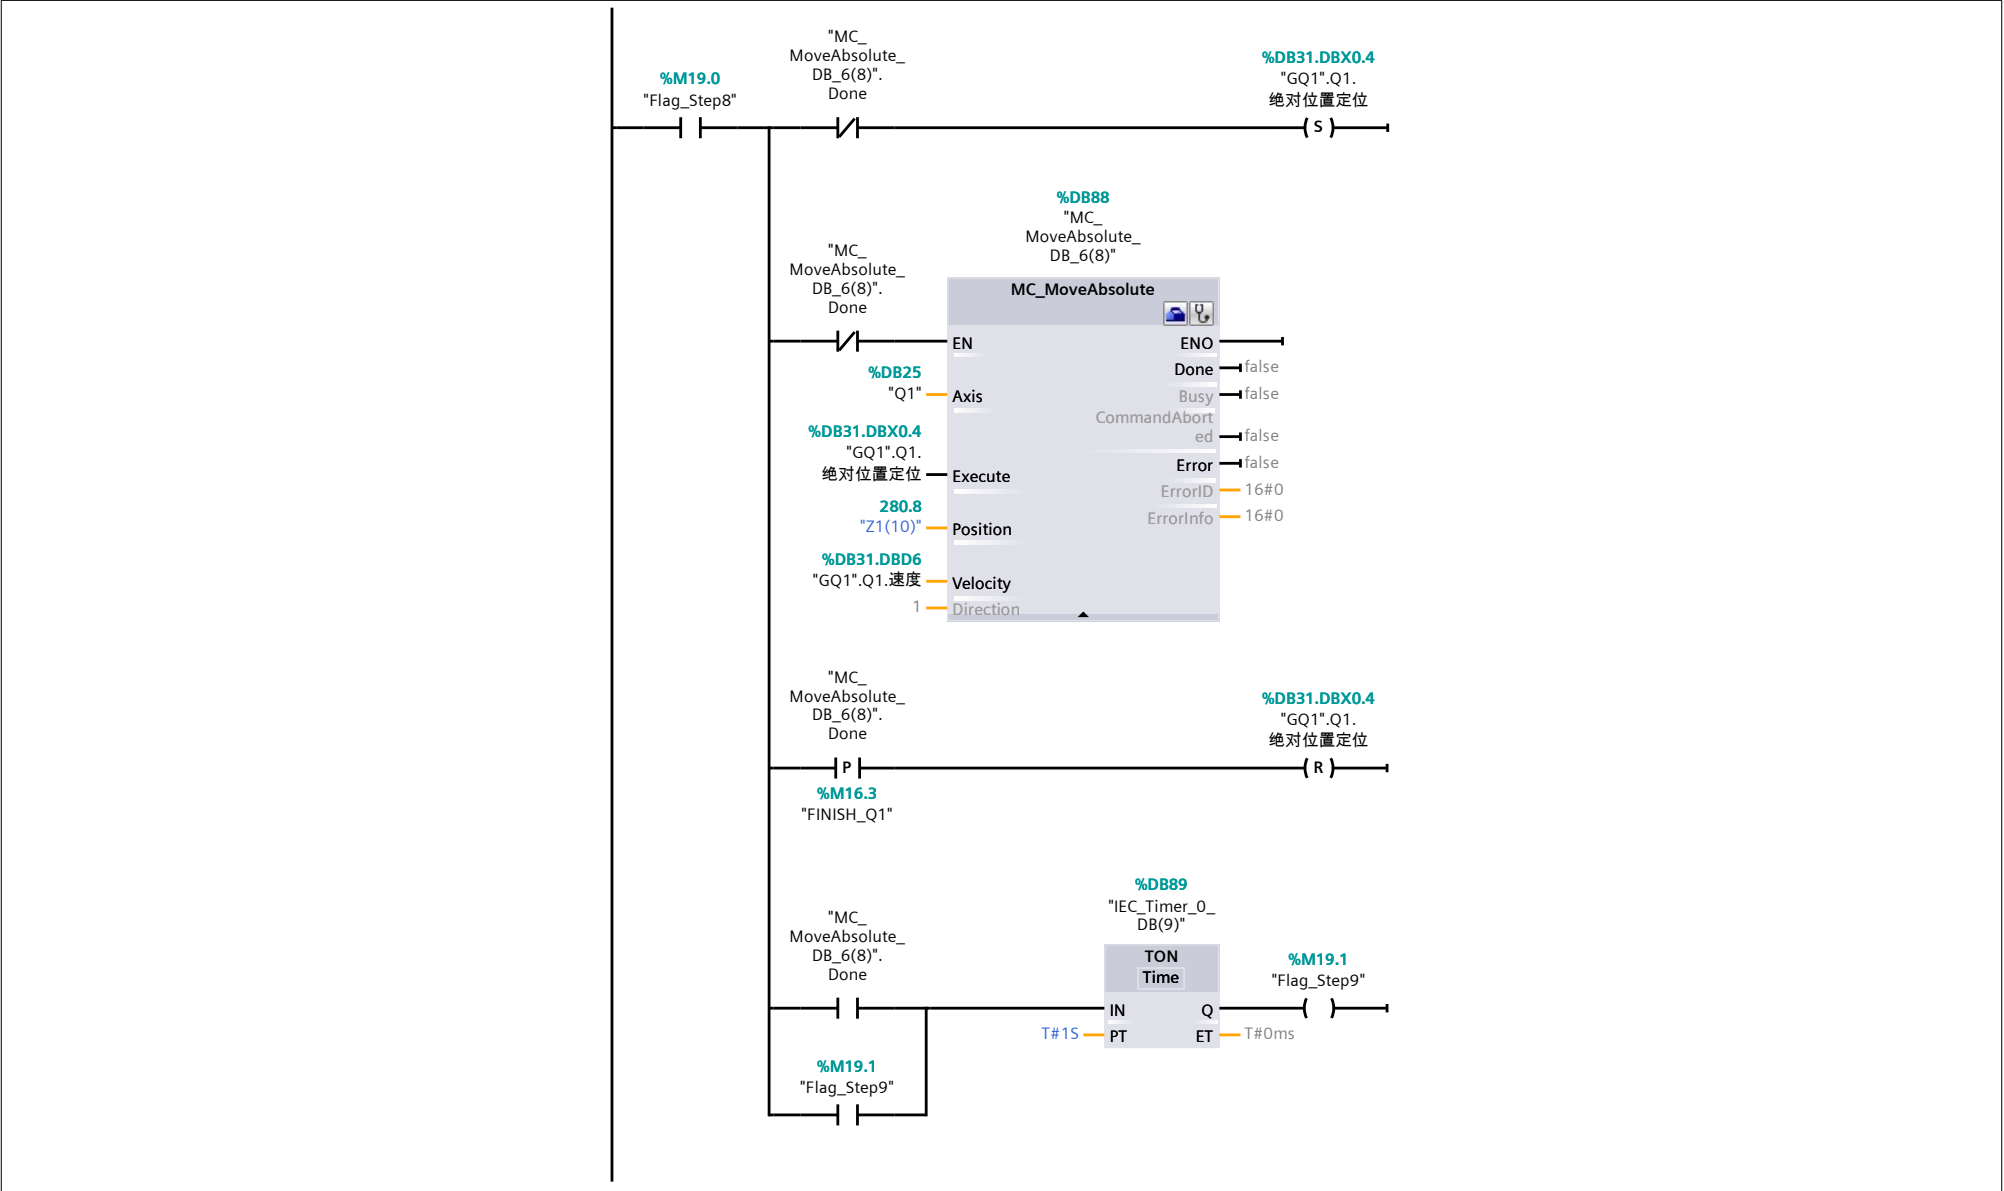 "MC_
MoveAbsolute_
DB_6(8)".
Done
%M19.0
"Flag_Step8"
%DB31.DBX0.4
"GQ1".Q1.
绝对位置定位
S
%DB88
"MC_
MoveAbsolute_
DB_6(8)"
"MC_
MoveAbsolute_
DB_6(8)".
Done
MC_MoveAbsolute
EN
ENO
Done
false
%DB25
"Q1"
Axis
Busy
false
CommandAbort
ed
false
%DB31.DBX0.4
"GQ1".Q1.
绝对位置定位
Execute
Error
false
ErrorID
16#0
ErrorInfo
16#0
280.8
"Z1(10)"
Position
%DB31.DBD6
"GQ1".Q1.速度
Velocity
1
Direction
"MC_
MoveAbsolute_
DB_6(8)".
Done
P
%M16.3
"FINISH_Q1"
%DB31.DBX0.4
"GQ1".Q1.
绝对位置定位
R
%DB89
"IEC_Timer_0_
DB(9)"
"MC_
MoveAbsolute_
DB_6(8)".
Done
TON
Time
IN
Q
T#1S
PT
ET
T#0ms
%M19.1
"Flag_Step9"
%M19.1
"Flag_Step9"